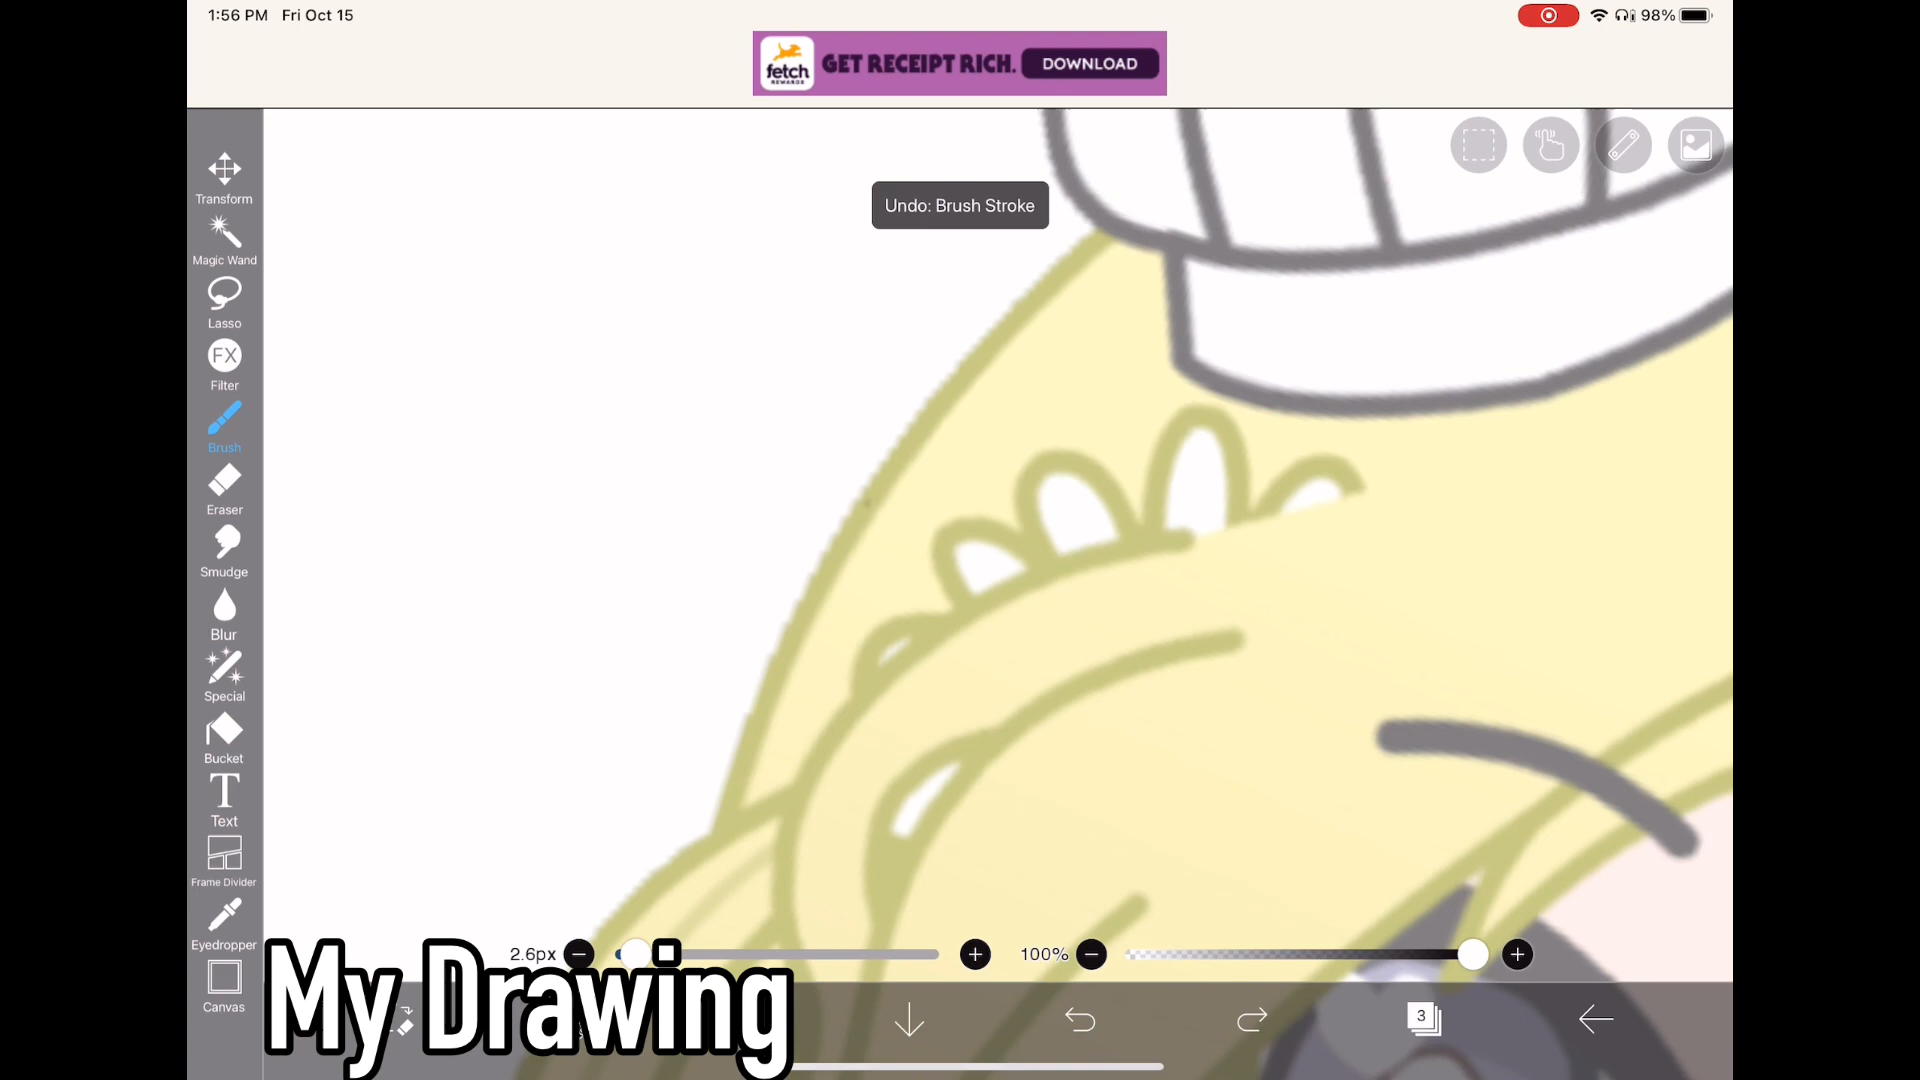 1:56 PM Fri Oct 15
98%
fetch
REWARDS
GET RECEIPT RICH.
DOWNLOAD
Undo: Brush Stroke
Transform
Magic Wand
Lasso
FX
Filter
Brush
Eraser
Smudge
Blur
Special
Bucket
T
Text
Frame Divider
Eyedropper
Canvas
2.6px
100%
3
My Drawing